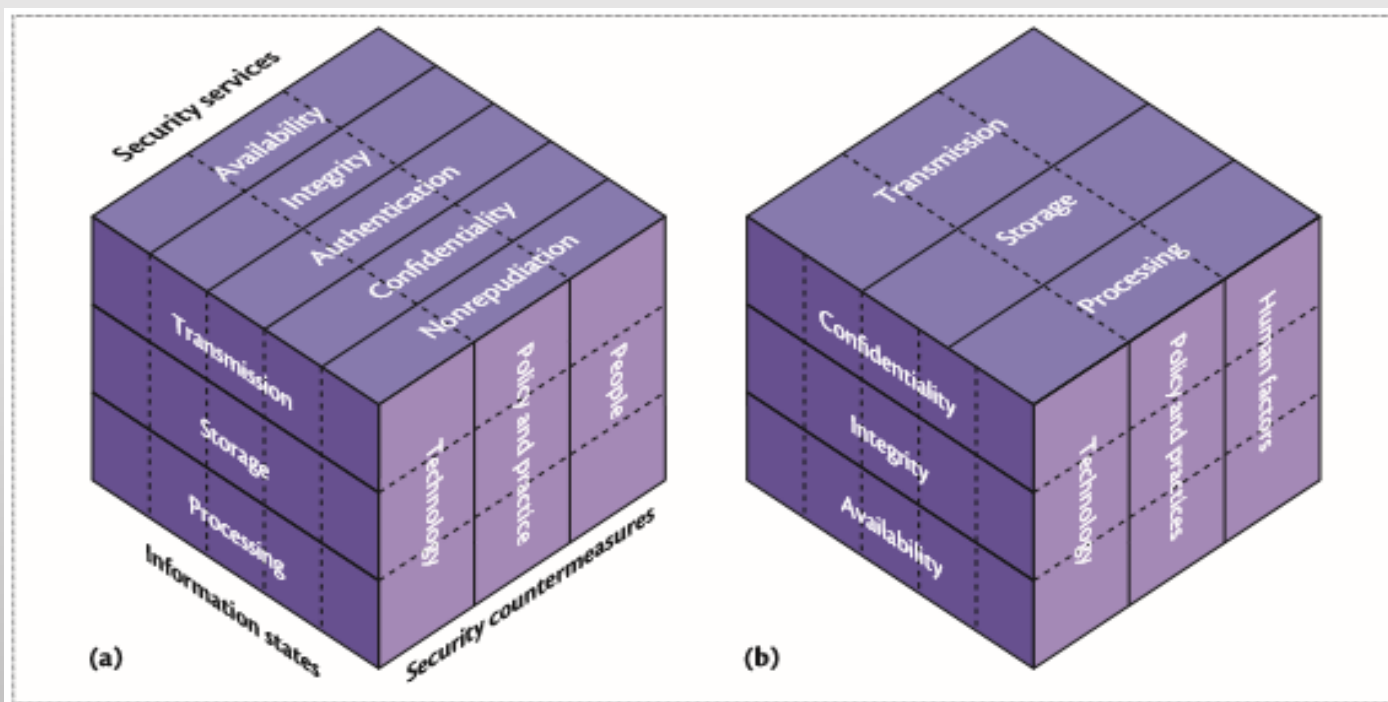 Security services
Availability
Integrity
Authentication
Confidentiality
Nonrepudiation
Transmission
Storage
Processing
Technology
Policy and practice
People
Information states
Security countermeasures
(a)
Transmission
Storage
Processing
Confidentiality
Integrity
Availability
Technology
Policy and practices
Human factors
(b)